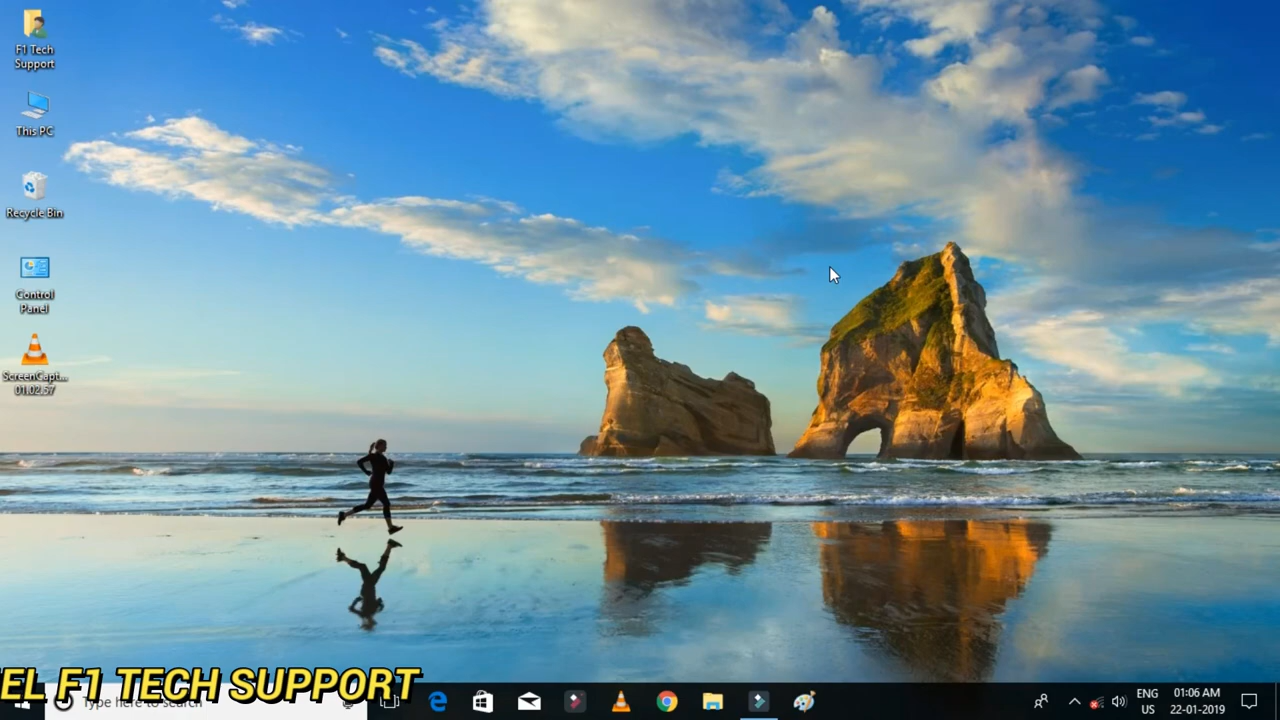 F1 Tech
Support
This PC
Recycle Bin
Control
Panel
ScreenCapt...
01.02.57
EL F1 TECH SUPPORT
Type here to search
ENG
US
01:06 AM
22-01-2019